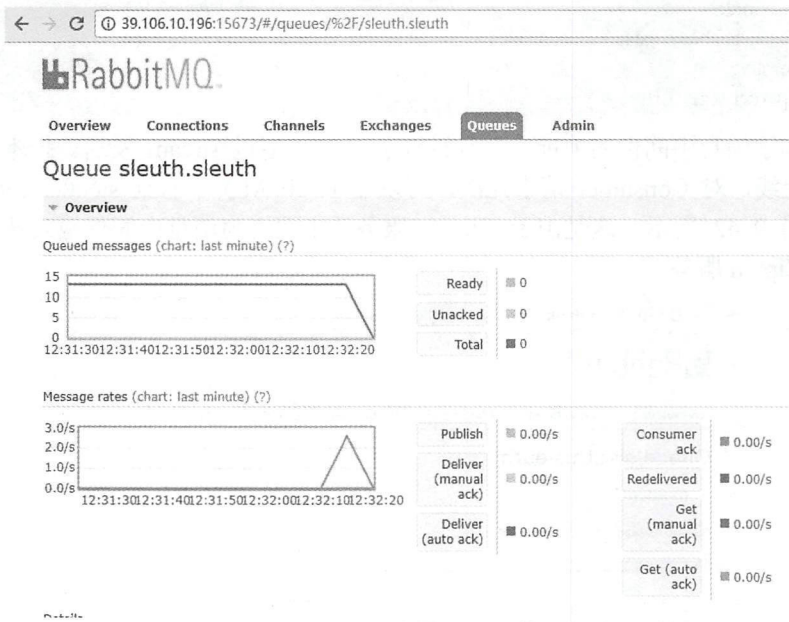 39.106.10.196:15673/#/queues/%2F/sleuth.sleuth
RabbitMQ
Overview Connections Channels Exchanges Queues Admin
Queue sleuth.sleuth
Overview
Queued messages (chart: last minute) (?)
15
10
5
0
12:31:30 12:31:40 12:31:50 12:32:00 12:32:10 12:32:20
Ready 0
Unacked 0
Total 0
Message rates (chart: last minute) (?)
3.0/s
2.0/s
1.0/s
0.0/s
12:31:30 12:31:40 12:31:50 12:32:00 12:32:10 12:32:20
Publish 0.00/s
Deliver (manual ack) 0.00/s
Deliver (auto ack) 0.00/s
Consumer ack 0.00/s
Redelivered 0.00/s
Get (manual ack) 0.00/s
Get (auto ack) 0.00/s